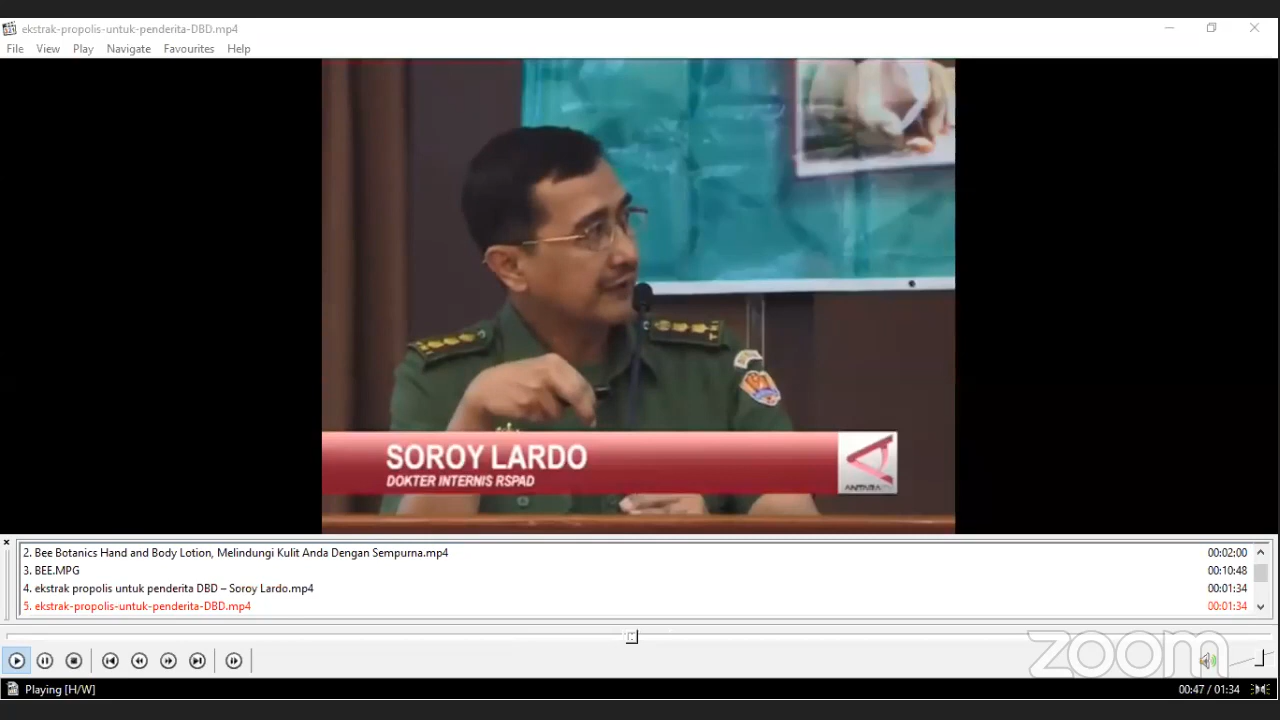 ekstrak-propolis-untuk-penderita-DBD.mp4
File View Play Navigate Favourites Help
SOROY LARDO
DOKTER INTERNIS RSPAD
ANTARA
2. Bee Botanics Hand and Body Lotion, Melindungi Kulit Anda Dengan Sempurna.mp4 00:02:00
3. BEE.MPG 00:10:48
4. ekstrak propolis untuk penderita DBD – Soroy Lardo.mp4 00:01:34
5. ekstrak-propolis-untuk-penderita-DBD.mp4 00:01:34
zoom
Playing [H/W] 00:47 / 01:34